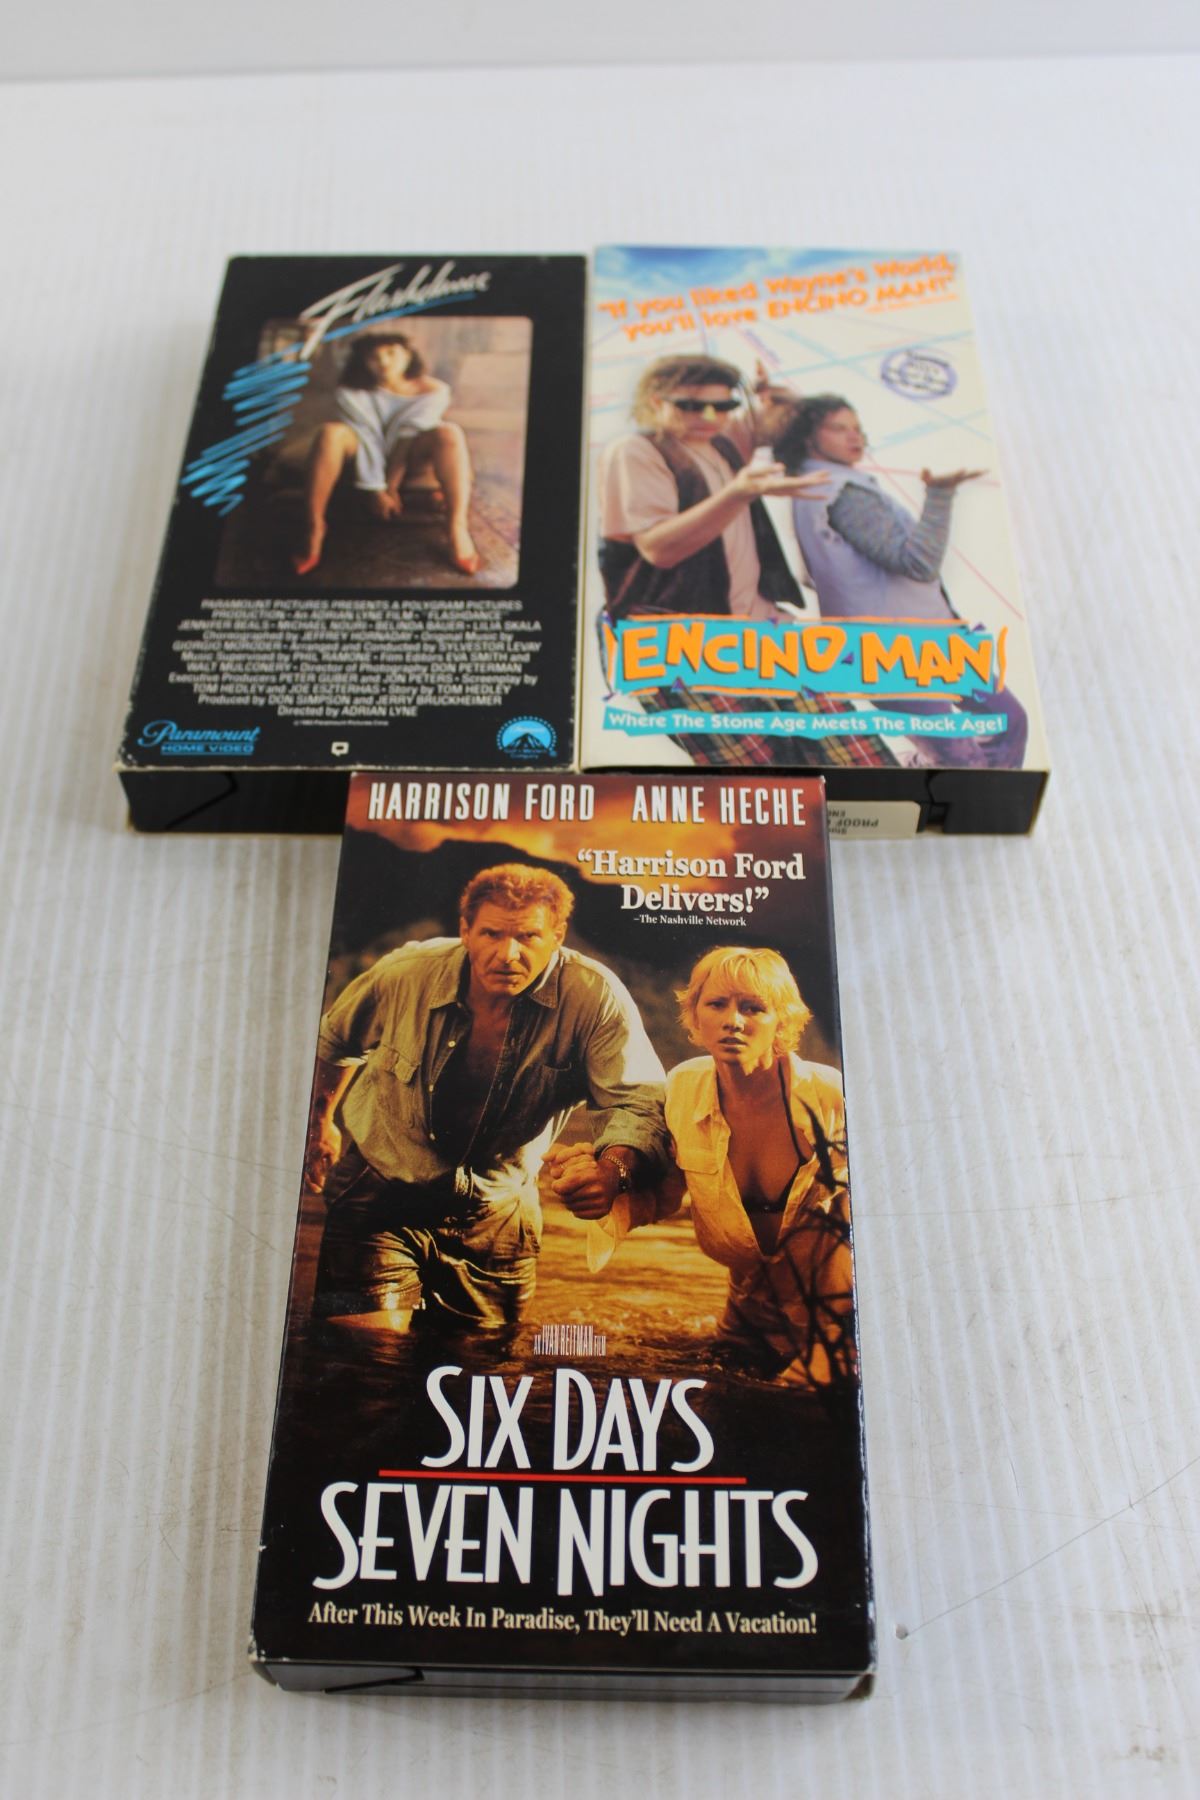 Flashdance
PARAMOUNT PICTURES PRESENTS A POLYGRAM PICTURES
PRODUCTION - An ADRIAN LYNE FILM - "FLASHDANCE"
JENNIFER BEALS - MICHAEL NOURI - BELINDA BAUER - LILIA SKALA
Choreographed by JEFFREY HORNADAY - Original Music by
GIORGIO MORODER - Arranged and Conducted by SYLVESTOR LEVAY
Music Supervised by PHIL RAMONE - Film Editors EVA SMITH and
WALT MULCONERY - Director of Photography DON PETERMAN
Executive Producers PETER GUBER and JON PETERS - Screenplay by
TOM HEDLEY and JOE ESZTERHAS - Story by TOM HEDLEY
Produced by DON SIMPSON and JERRY BRUCKHEIMER
Directed by ADRIAN LYNE
Paramount
HOME VIDEO
"If you liked Wayne's World,
you'll love ENCINO MAN!"
ENCINO MAN
Where The Stone Age Meets The Rock Age!
PROOF
HARRISON FORD ANNE HECHE
"Harrison Ford
Delivers!"
–The Nashville Network
AN IVAN REITMAN FILM
SIX DAYS
SEVEN NIGHTS
After This Week In Paradise, They'll Need A Vacation!